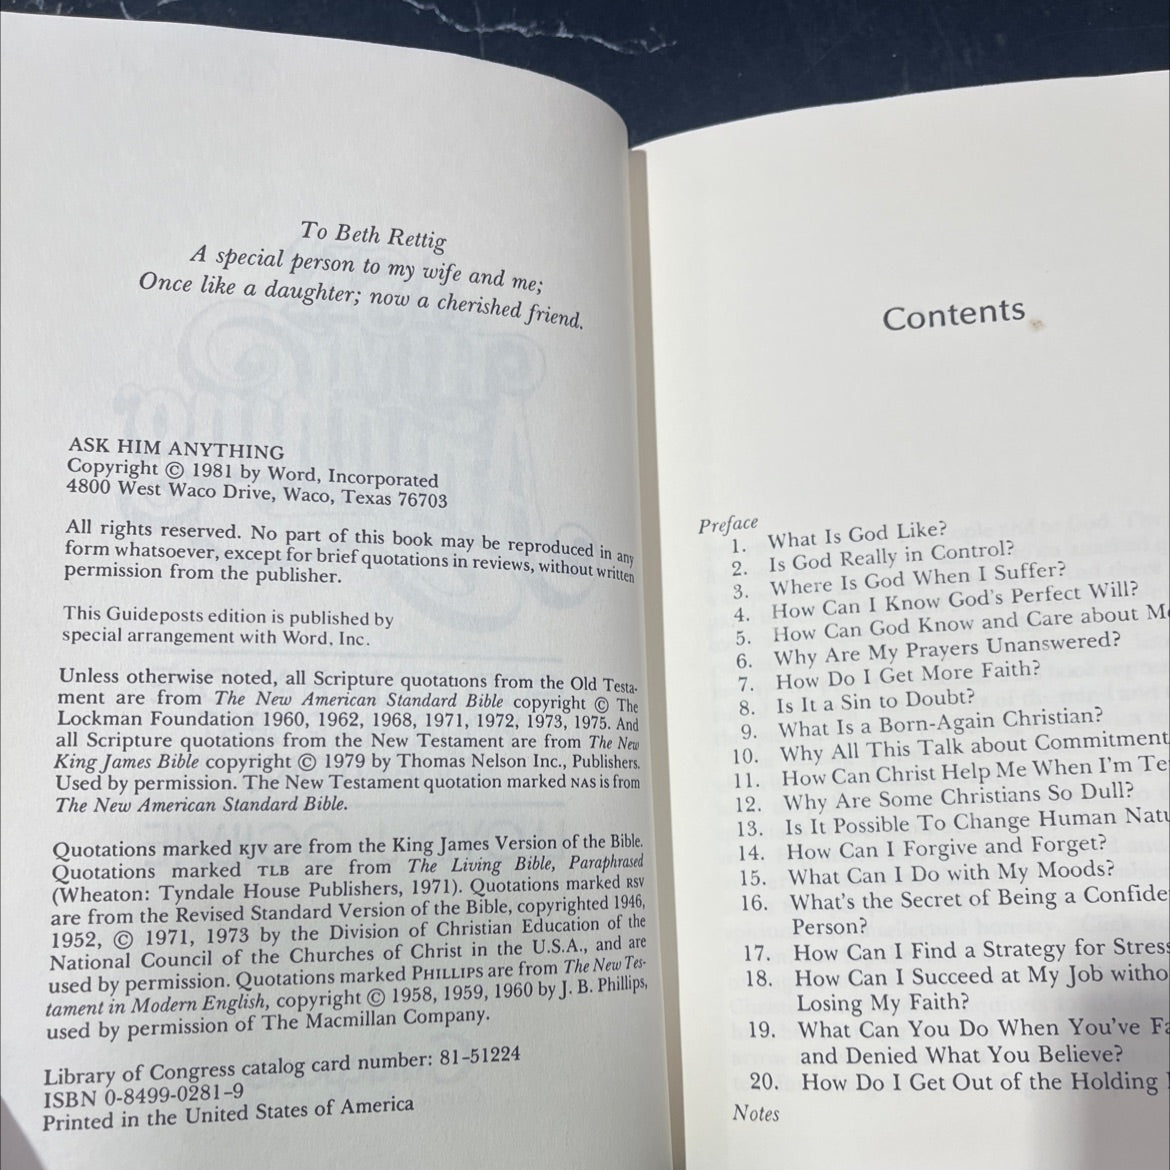 To Beth Rettig
A special person to my wife and me;
Once like a daughter; now a cherished friend.
ASK HIM ANYTHING
Copyright © 1981 by Word, Incorporated
4800 West Waco Drive, Waco, Texas 76703
All rights reserved. No part of this book may be reproduced in any
form whatsoever, except for brief quotations in reviews, without written
permission from the publisher.
This Guideposts edition is published by
special arrangement with Word, Inc.
Unless otherwise noted, all Scripture quotations from the Old Testa-
ment are from The New American Standard Bible copyright © The
Lockman Foundation 1960, 1962, 1968, 1971, 1972, 1973, 1975. And
all Scripture quotations from the New Testament are from The New
King James Bible copyright © 1979 by Thomas Nelson Inc., Publishers.
Used by permission. The New Testament quotation marked NAS is from
The New American Standard Bible.
Quotations marked KJV are from the King James Version of the Bible.
Quotations marked TLB are from The Living Bible, Paraphrased
(Wheaton: Tyndale House Publishers, 1971). Quotations marked RSV
are from the Revised Standard Version of the Bible, copyrighted 1946,
1952, © 1971, 1973 by the Division of Christian Education of the
National Council of the Churches of Christ in the U.S.A., and are
used by permission. Quotations marked PHILLIPS are from The New Tes-
tament in Modern English, copyright © 1958, 1959, 1960 by J. B. Phillips,
used by permission of The Macmillan Company.
Library of Congress catalog card number: 81-51224
ISBN 0-8499-0281-9
Printed in the United States of America
Contents
Preface
1. What Is God Like?
2. Is God Really in Control?
3. Where Is God When I Suffer?
4. How Can I Know God's Perfect Will?
5. How Can God Know and Care about
6. Why Are My Prayers Unanswered?
7. How Do I Get More Faith?
8. Is It a Sin to Doubt?
9. What Is a Born-Again Christian?
10. Why All This Talk about Commitment
11. How Can Christ Help Me When I'm
12. Why Are Some Christians So Dull?
13. Is It Possible To Change Human
14. How Can I Forgive and Forget?
15. What Can I Do with My Moods?
16. What's the Secret of Being a
Person?
17. How Can I Find a Strategy for Stress
18. How Can I Succeed at My Job
Losing My Faith?
19. What Can You Do When You've
and Denied What You Believe?
20. How Do I Get Out of the Holding
Notes